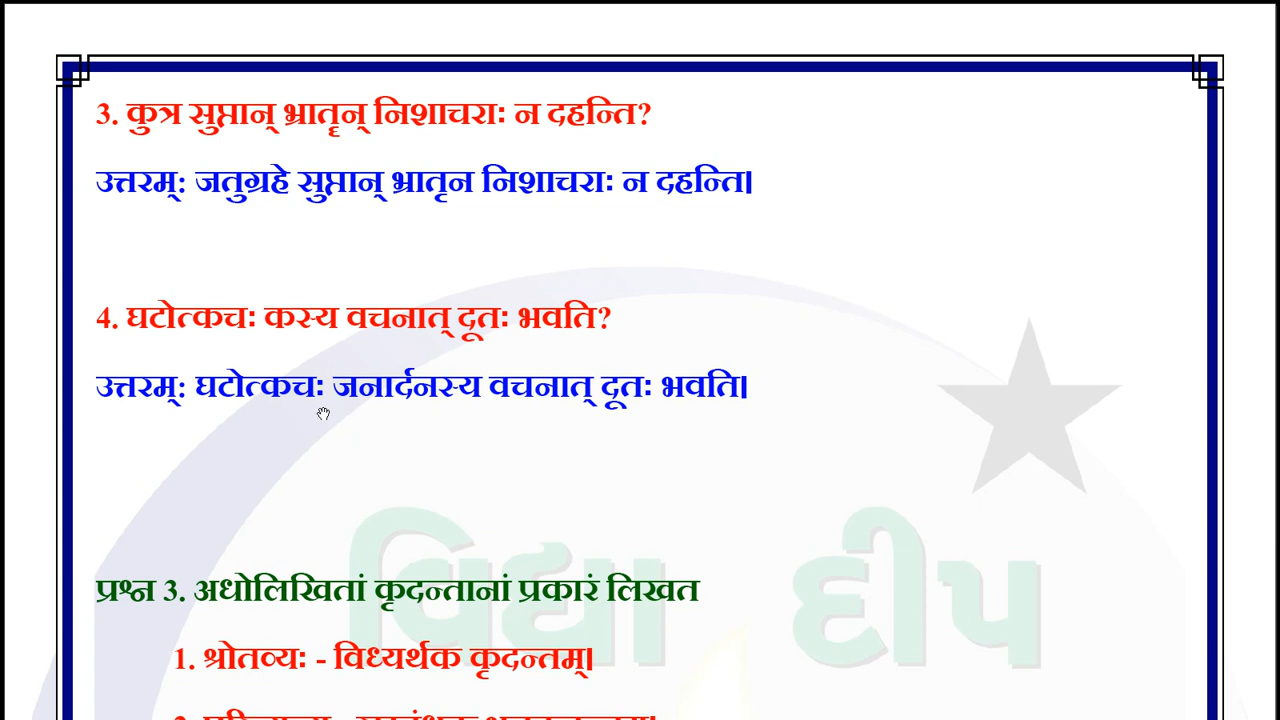 3. कुत्र सुप्तान् भ्रातॄन् निशाचराः न दहन्ति?
उत्तरम्: जतुग्रहे सुप्तान् भ्रातृन निशाचराः न दहन्ति।
4. घटोत्कचः कस्य वचनात् दूतः भवति?
उत्तरम्: घटोत्कचः जनार्दनस्य वचनात् दूतः भवति।
प्रश्न 3. अधोलिखितां कृदन्तानां प्रकारं लिखत
વિદ્યા દીપ
1. श्रोतव्यः - विध्यर्थक कृदन्तम्।